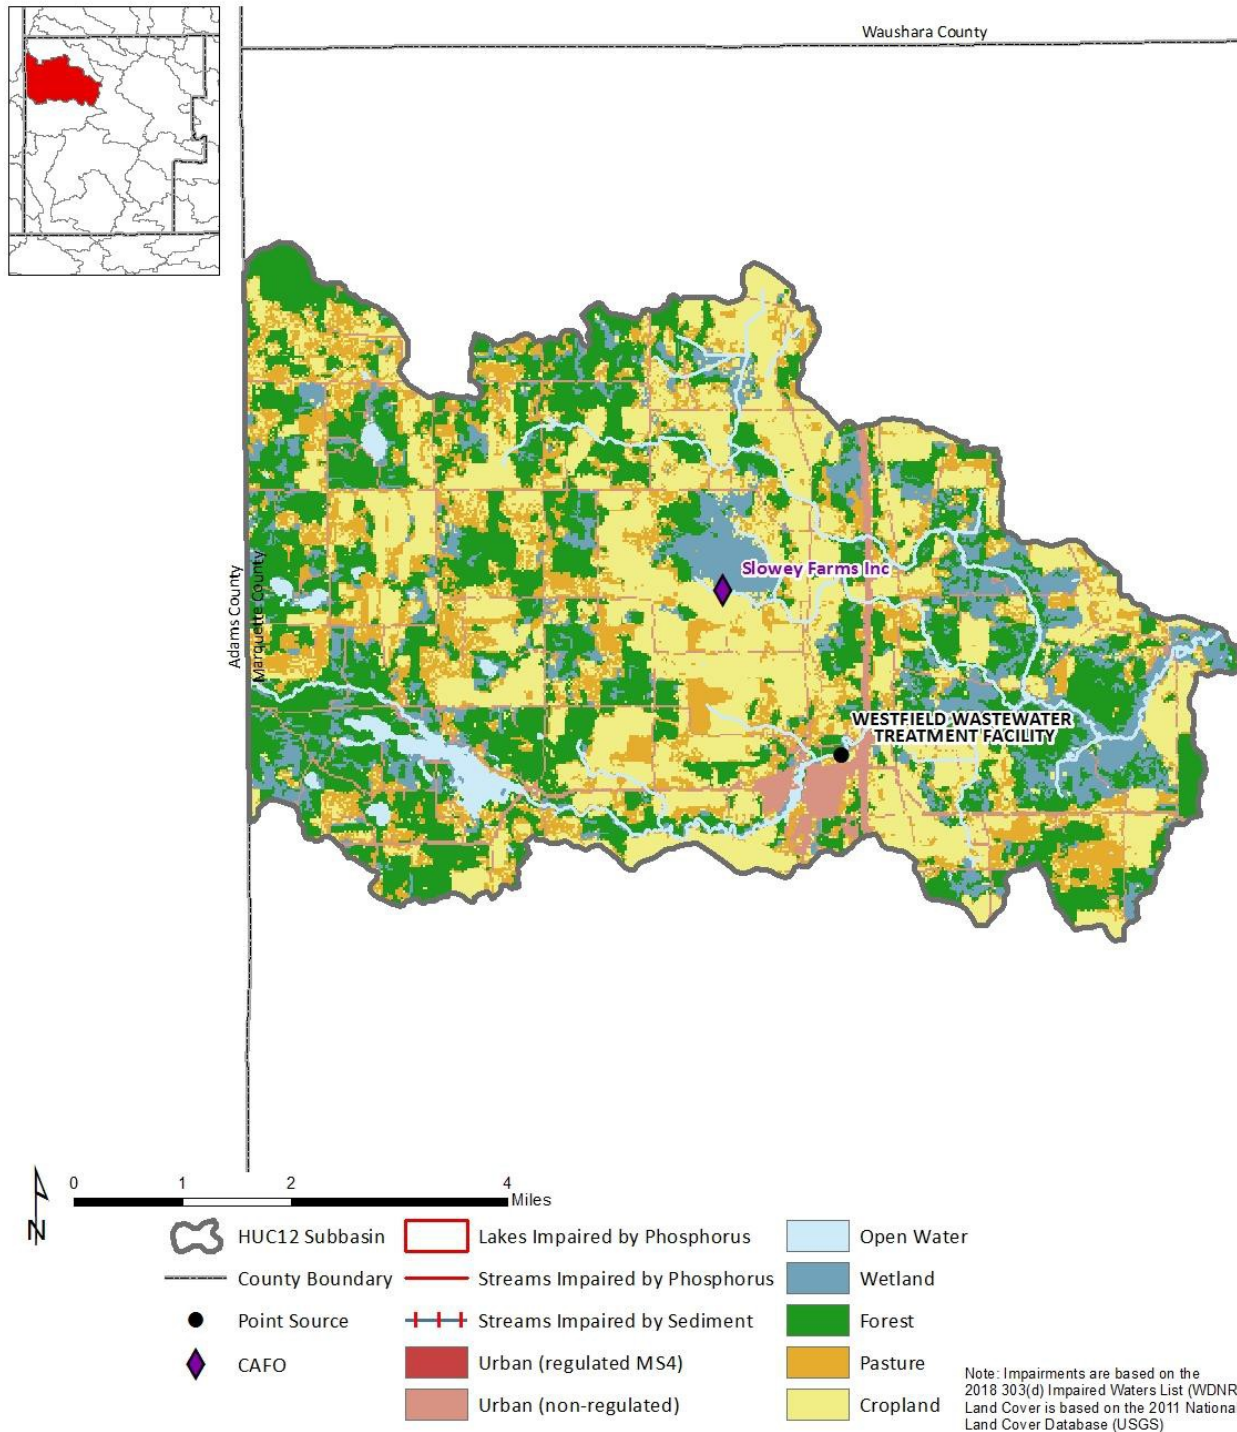 Waushara County
Adams County
Marquette County
Slowey Farms Inc
WESTFIELD WASTEWATER
TREATMENT FACILITY
N
0 1 2 4
Miles
HUC12 Subbasin
County Boundary
Point Source
CAFO
Lakes Impaired by Phosphorus
Streams Impaired by Phosphorus
Streams Impaired by Sediment
Urban (regulated MS4)
Urban (non-regulated)
Open Water
Wetland
Forest
Pasture
Cropland
Note: Impairments are based on the
2018 303(d) Impaired Waters List (WDNR
Land Cover is based on the 2011 Nationa
Land Cover Database (USGS)